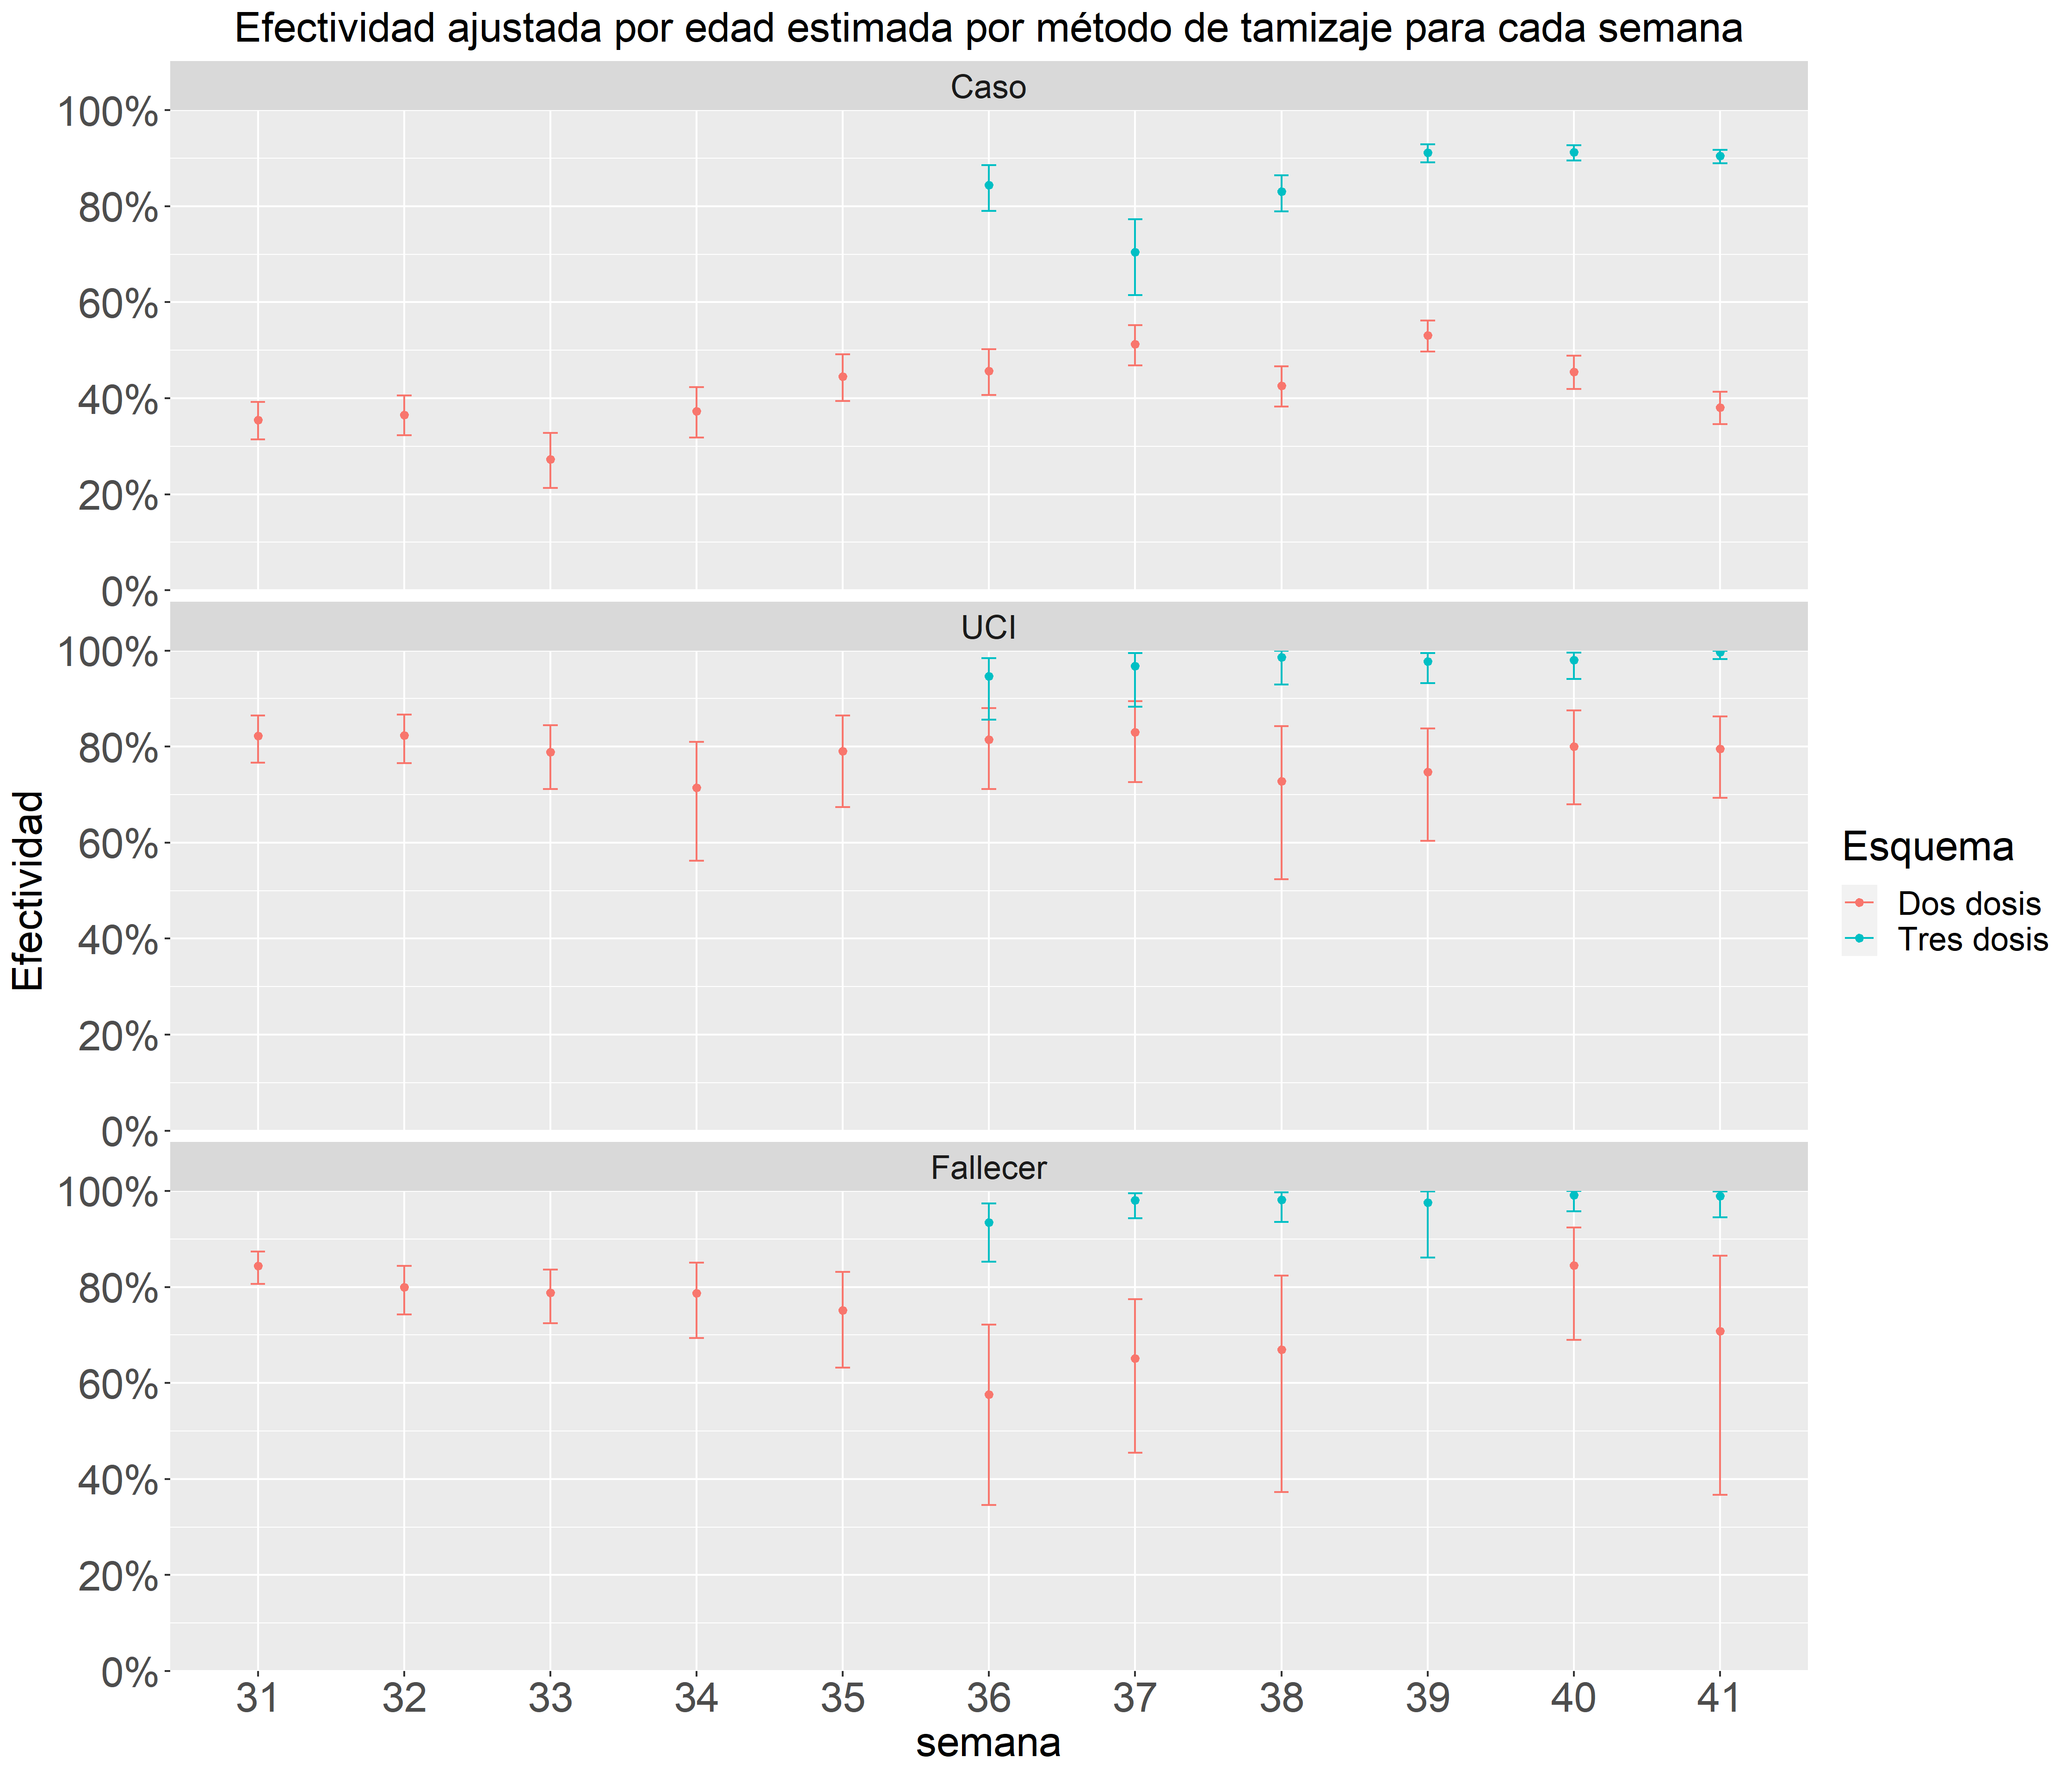 Efectividad ajustada por edad estimada por método de tamizaje para cada semana
Caso
100%
80%
60%
40%
20%
0%
UCI
100%
80%
60%
40%
20%
0%
Fallecer
100%
80%
60%
40%
20%
0%
Efectividad
31 32 33 34 35 36 37 38 39 40 41
semana
Esquema
Dos dosis
Tres dosis